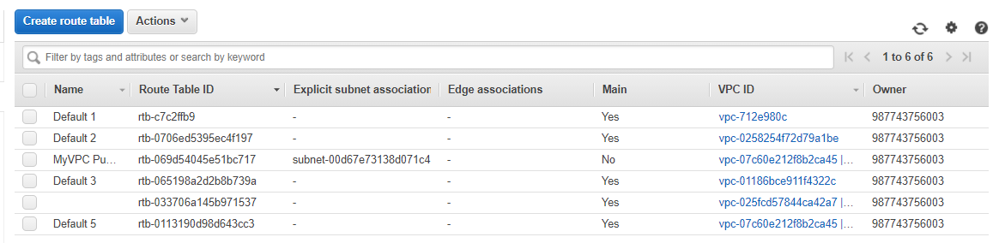 Create route table Actions
Filter by tags and attributes or search by keyword 1 to 6 of 6
Name Route Table ID Explicit subnet association Edge associations Main VPC ID Owner
Default 1 rtb-c7c2ffb9 - - Yes vpc-712e980c 987743756003
Default 2 rtb-0706ed5395ec4f197 - - Yes vpc-0258254f72d79a1be 987743756003
MyVPC Pu... rtb-069d54045e51bc717 subnet-00d67e73138d071c4 - No vpc-07c60e212f8b2ca45 |... 987743756003
Default 3 rtb-065198a2d2b8b739a - - Yes vpc-01186bce911f4322c 987743756003
rtb-033706a145b971537 - - Yes vpc-025fcd57844ca42a7 |... 987743756003
Default 5 rtb-0113190d98d643cc3 - - Yes vpc-07c60e212f8b2ca45 |... 987743756003